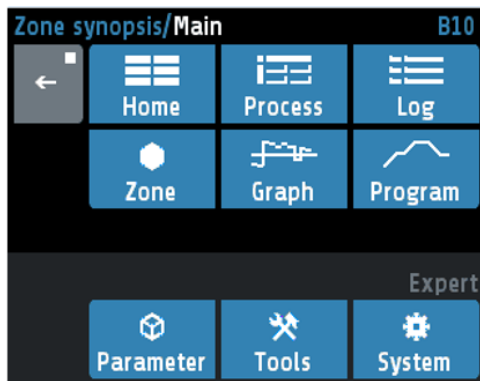 Zone synopsis/Main B10
Home Process Log
Zone Graph Program
Expert
Parameter Tools System